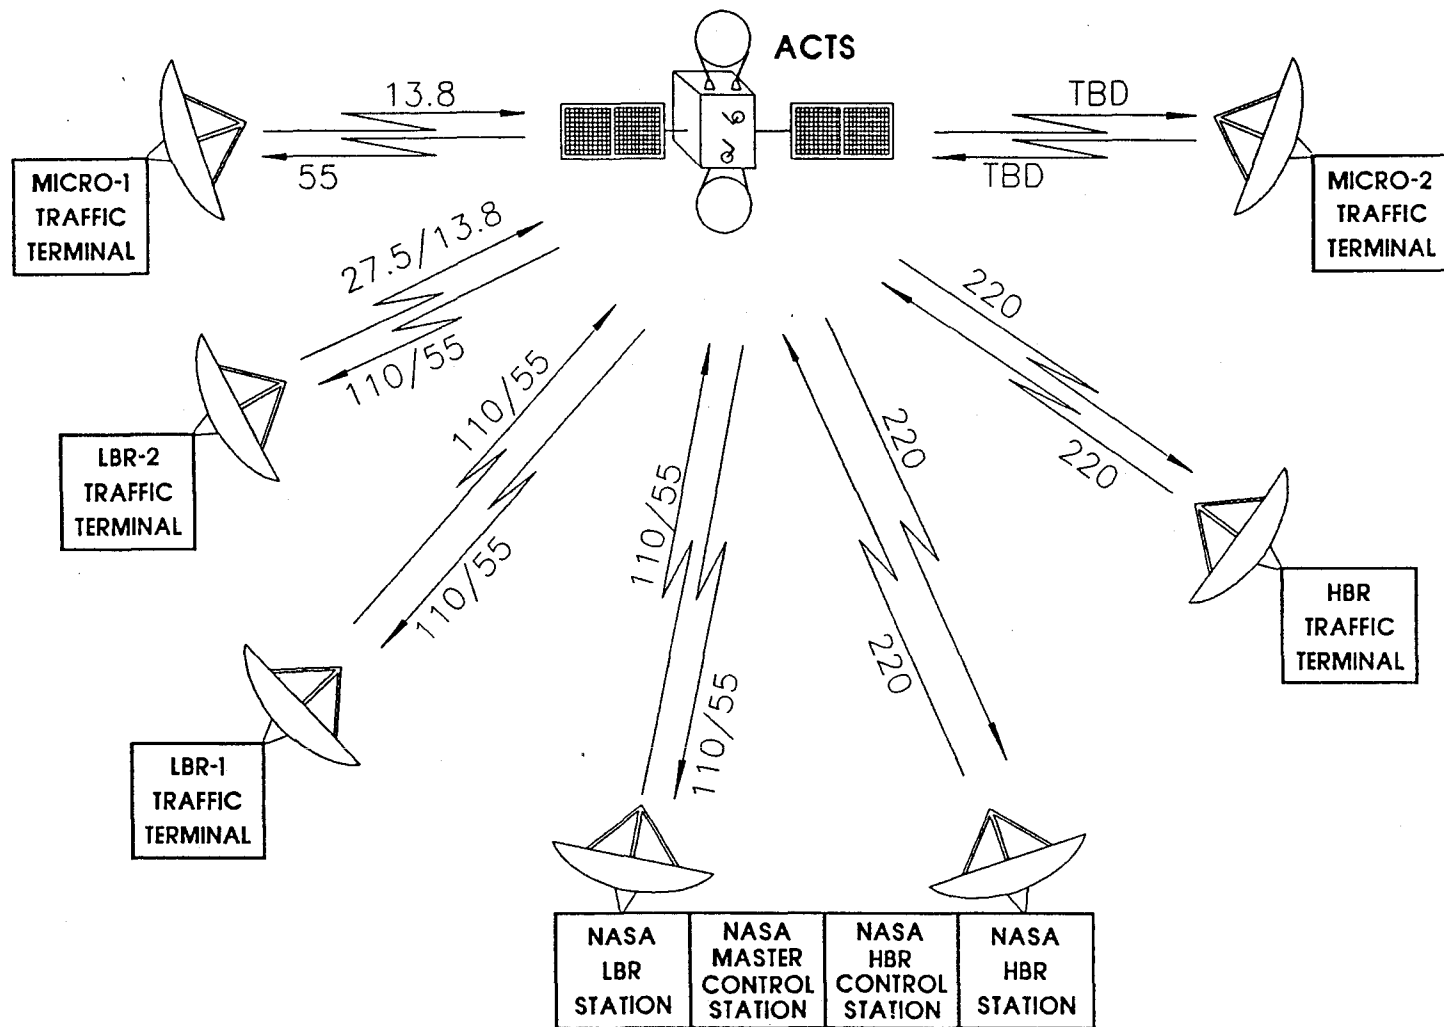 ACTS
13.8
55
TBD
TBD
MICRO-1
TRAFFIC
TERMINAL
MICRO-2
TRAFFIC
TERMINAL
27.5/13.8
110/55
220
220
LBR-2
TRAFFIC
TERMINAL
110/55
110/55
110/55
110/55
220
220
HBR
TRAFFIC
TERMINAL
LBR-1
TRAFFIC
TERMINAL
NASA
LBR
STATION
NASA
MASTER
CONTROL
STATION
NASA
HBR
CONTROL
STATION
NASA
HBR
STATION